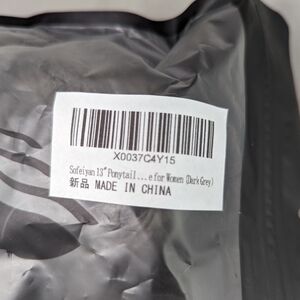 X0037C4Y15
Sofeiyan 13" Ponytail ... e for Women (Dark Grey)
新品 MADE IN CHINA